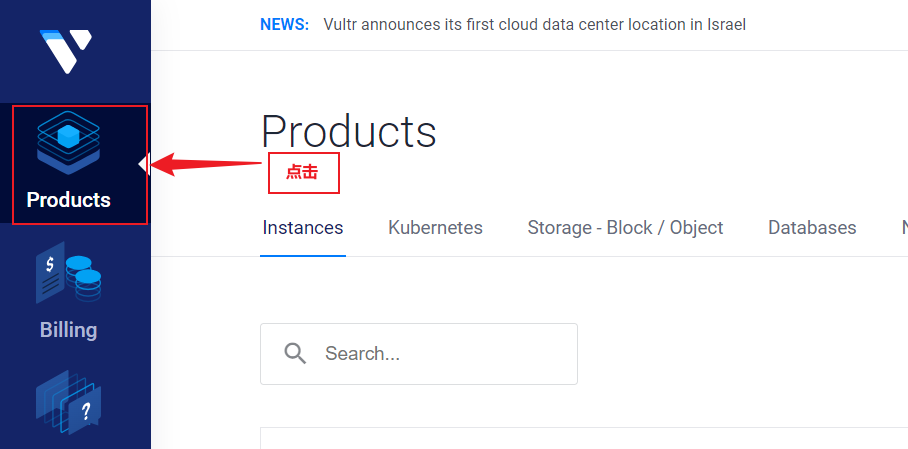 NEWS: Vultr announces its first cloud data center location in Israel
Products
点击
Products
Instances Kubernetes Storage - Block / Object Databases
$
Billing
Search...
?